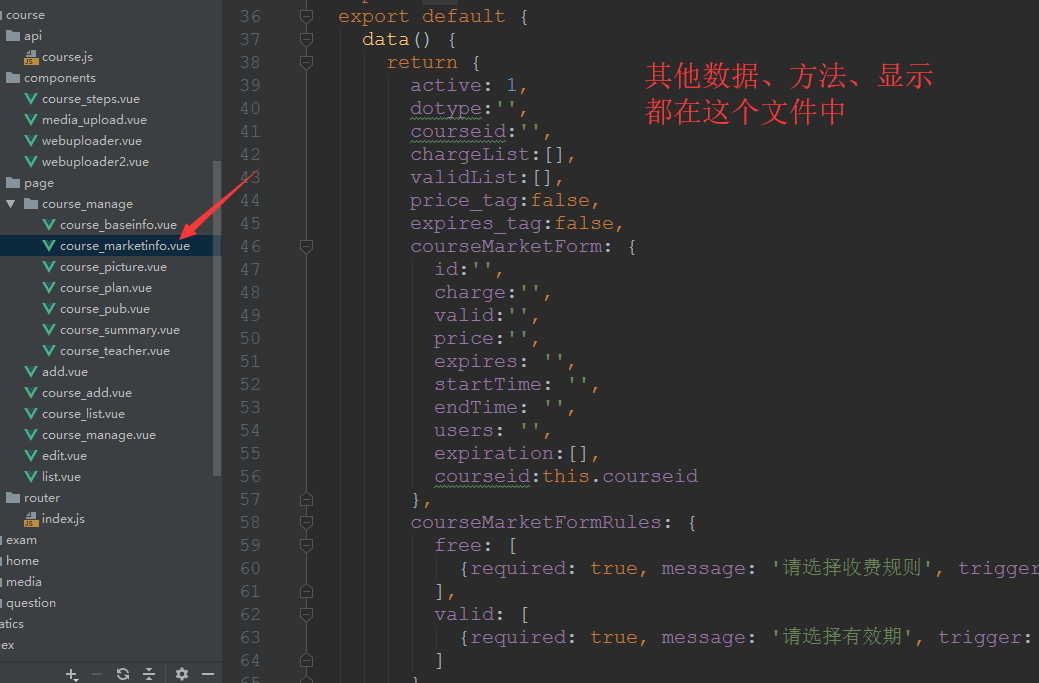 course
api
course.js
components
course_steps.vue
media_upload.vue
webuploader.vue
webuploader2.vue
page
course_manage
course_baseinfo.vue
course_marketinfo.vue
course_picture.vue
course_plan.vue
course_pub.vue
course_summary.vue
course_teacher.vue
add.vue
course_add.vue
course_list.vue
course_manage.vue
edit.vue
list.vue
router
index.js
exam
home
media
question
atics
ex
36 export default {
37 data() {
38 return {
39 active: 1,
40 dotype:'',
41 courseid:'',
42 chargeList:[],
43 validList:[],
44 price_tag:false,
45 expires_tag:false,
46 courseMarketForm: {
47 id:'',
48 charge:'',
49 valid:'',
50 price:'',
51 expires: '',
52 startTime: '',
53 endTime: '',
54 users: '',
55 expiration:[],
56 courseid:this.courseid
57 },
58 courseMarketFormRules: {
59 free: [
60 {required: true, message: '请选择收费规则', trigger
61 ],
62 valid: [
63 {required: true, message: '请选择有效期', trigger:
64 ]
其他数据、方法、显示
都在这个文件中